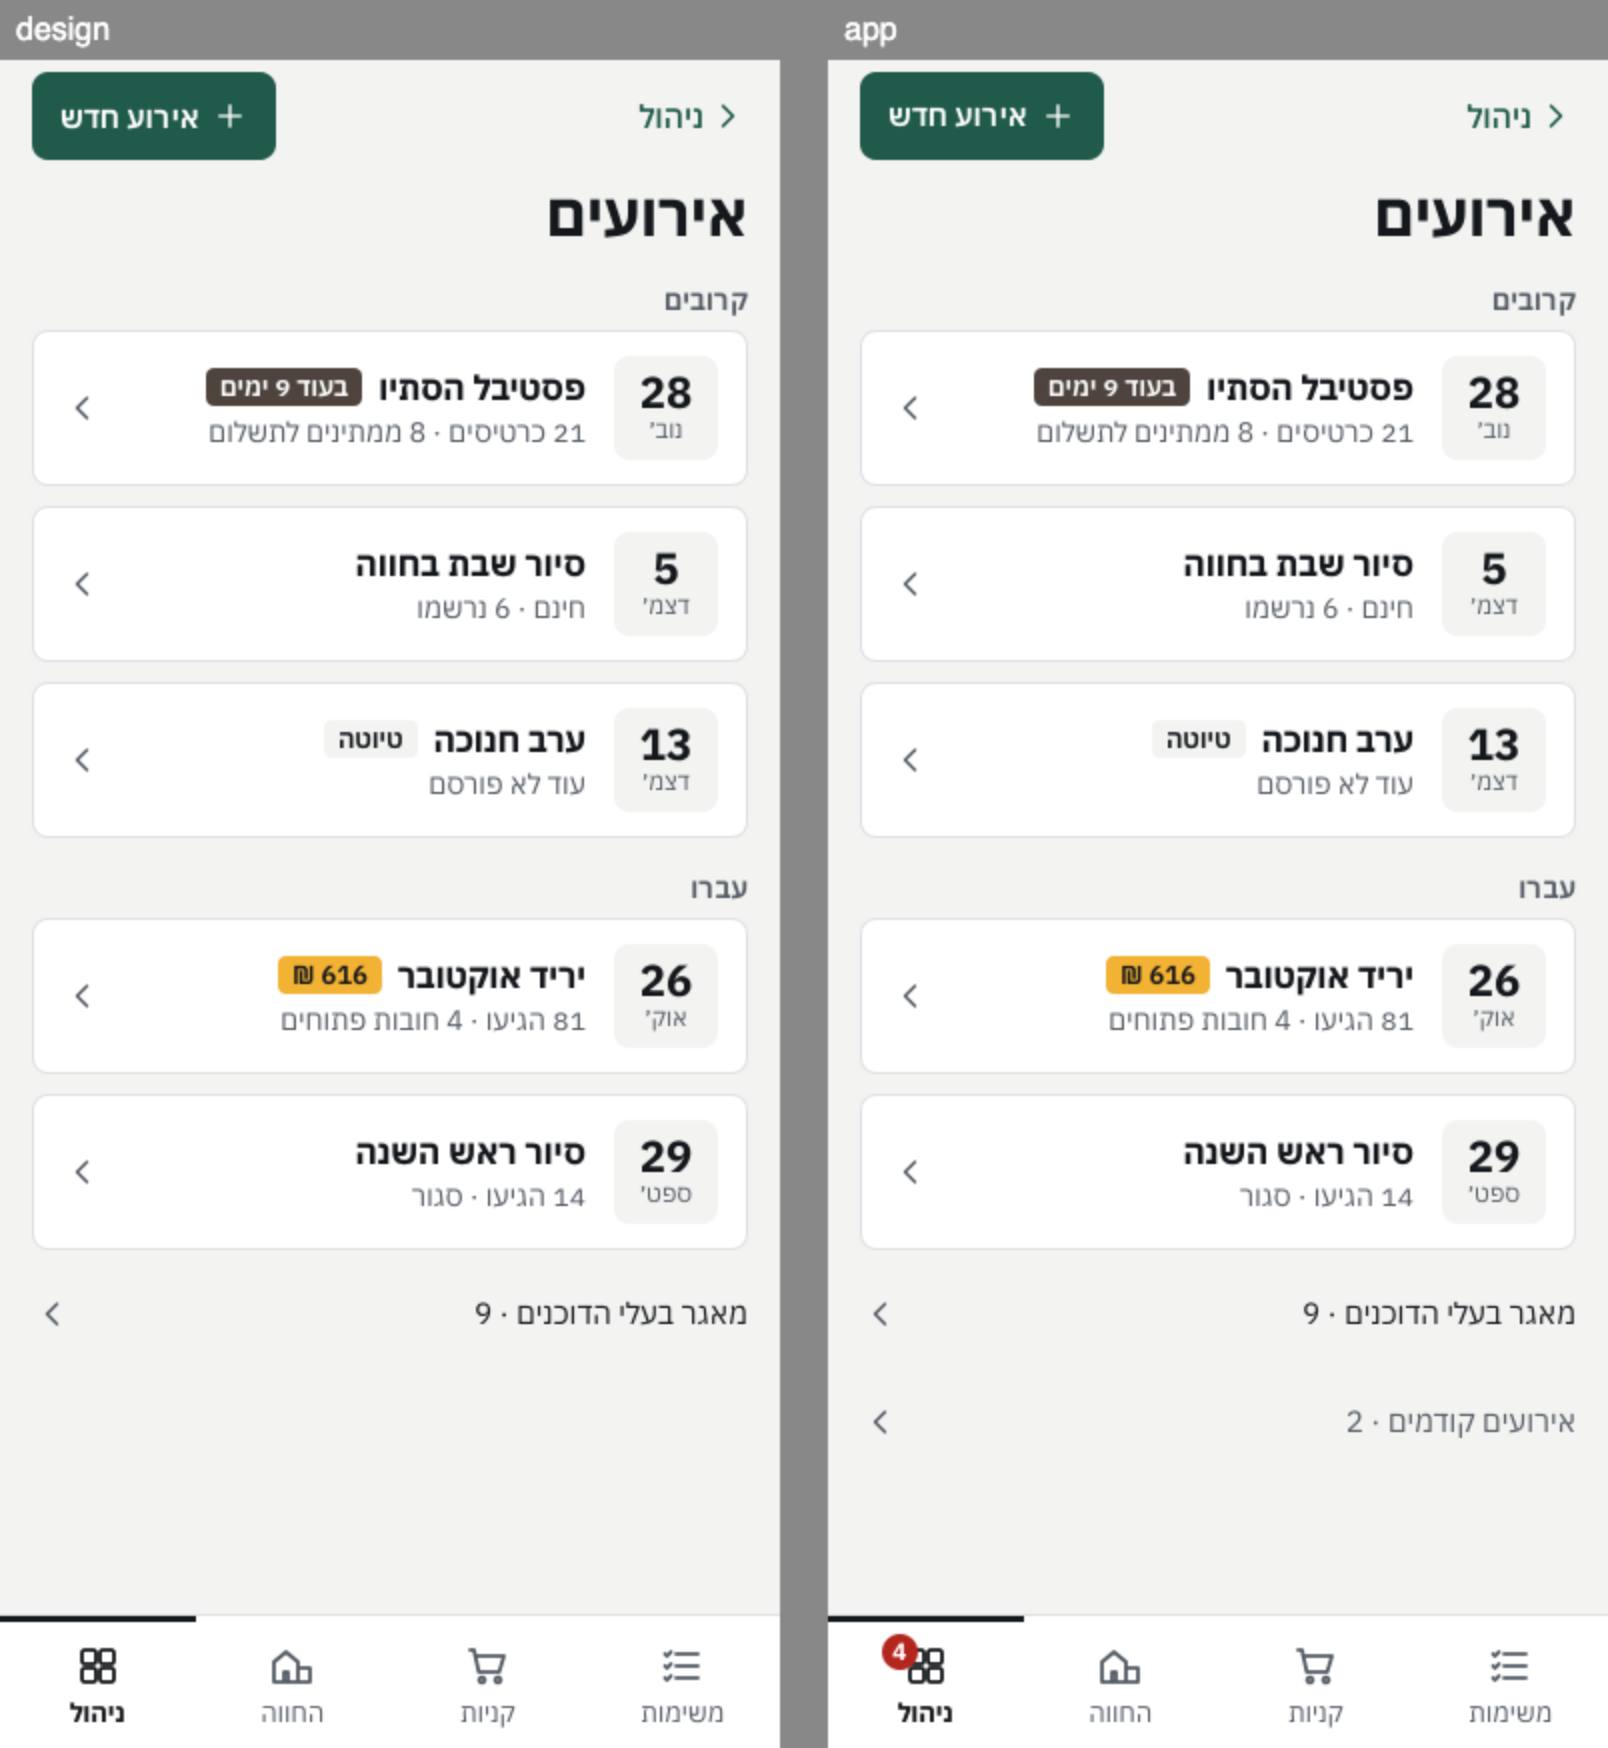 design
ניהול
+ אירוע חדש
אירועים
קרובים
28
נוב׳
פסטיבל הסתיו
בעוד 9 ימים
21 כרטיסים · 8 ממתינים לתשלום
5
דצמ׳
סיור שבת בחווה
חינם · 6 נרשמו
13
דצמ׳
ערב חנוכה
טיוטה
עוד לא פורסם
עברו
26
אוק׳
יריד אוקטובר
616 ₪
81 הגיעו · 4 חובות פתוחים
29
ספט׳
סיור ראש השנה
14 הגיעו · סגור
מאגר בעלי הדוכנים · 9
משימות
קניות
החווה
ניהול
app
ניהול
+ אירוע חדש
אירועים
קרובים
28
נוב׳
פסטיבל הסתיו
בעוד 9 ימים
21 כרטיסים · 8 ממתינים לתשלום
5
דצמ׳
סיור שבת בחווה
חינם · 6 נרשמו
13
דצמ׳
ערב חנוכה
טיוטה
עוד לא פורסם
עברו
26
אוק׳
יריד אוקטובר
616 ₪
81 הגיעו · 4 חובות פתוחים
29
ספט׳
סיור ראש השנה
14 הגיעו · סגור
מאגר בעלי הדוכנים · 9
אירועים קודמים · 2
משימות
קניות
החווה
4
ניהול